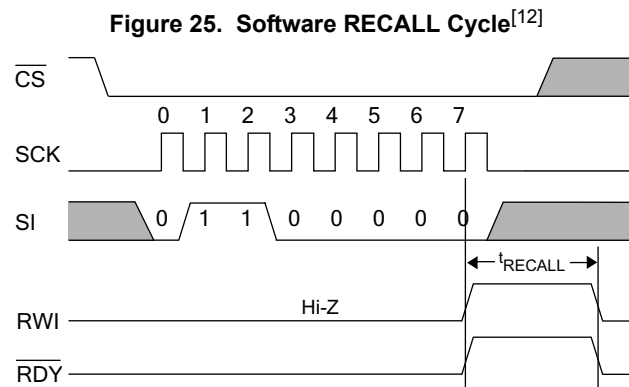 Figure 25. Software RECALL Cycle[12]
CS
0 1 2 3 4 5 6 7
SCK
SI 0 1 1 0 0 0 0 0
tRECALL
Hi-Z
RWI
RDY